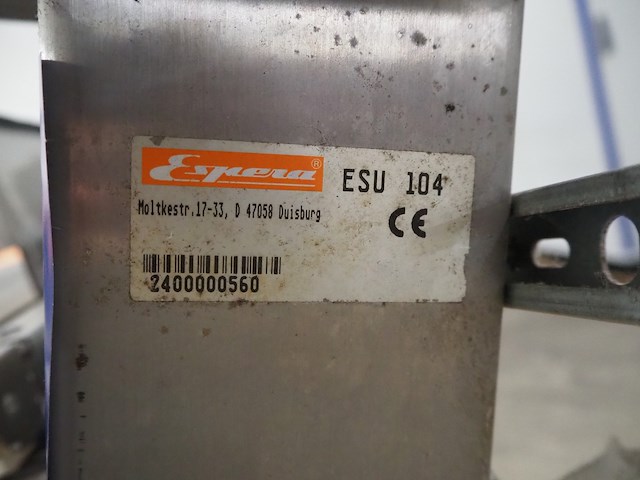 Espera® ESU 104
Moltkestr.17-33, D 47058 Duisburg
CE
2400000560